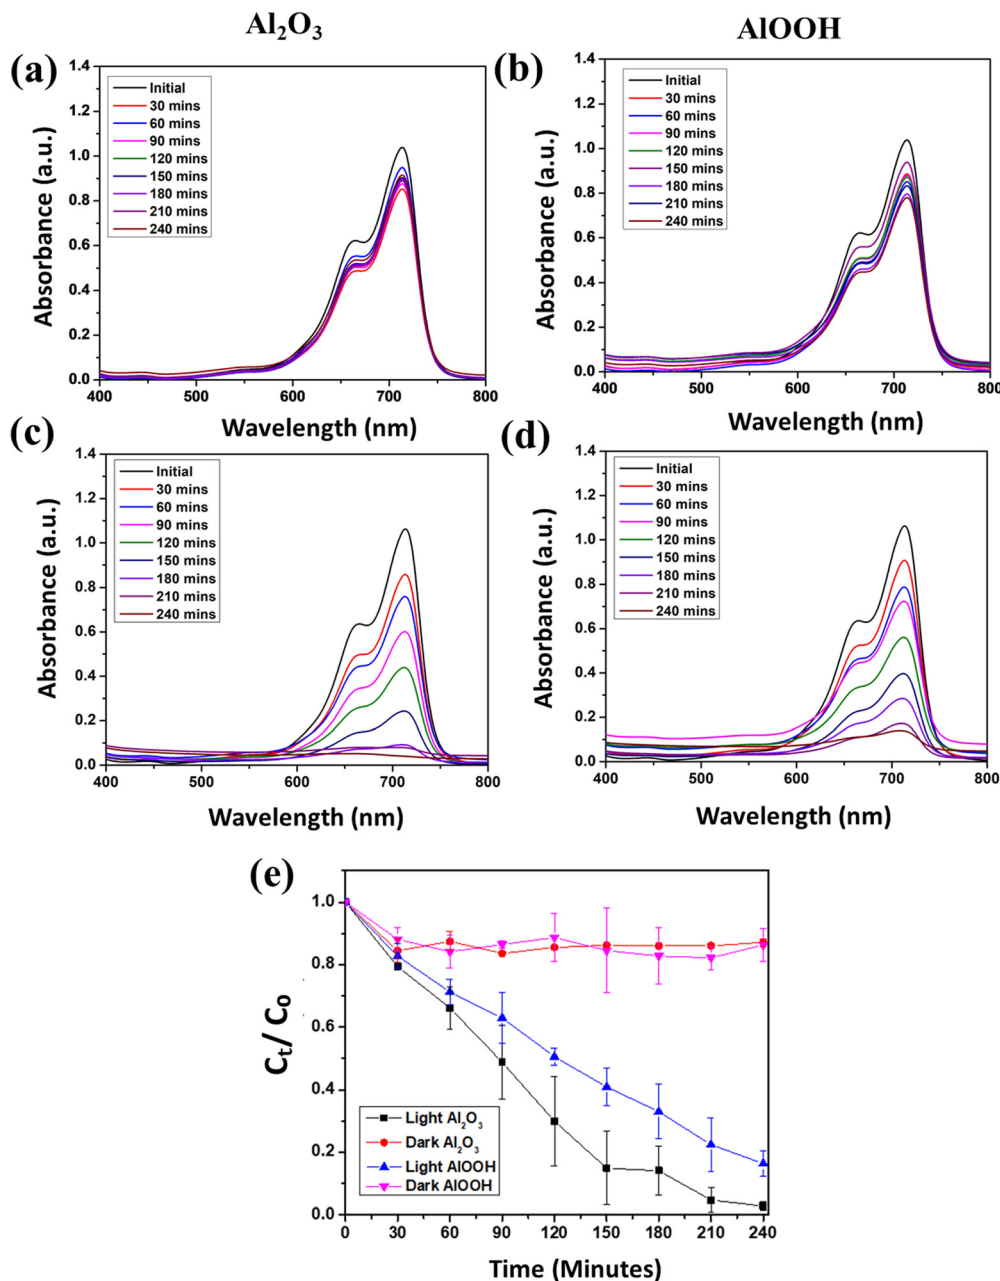 Al₂O₃
AlOOH
(a)
1.4
1.2
1.0
0.8
0.6
0.4
0.2
0.0
Absorbance (a.u.)
Initial
30 mins
60 mins
90 mins
120 mins
150 mins
180 mins
210 mins
240 mins
400 500 600 700 800
Wavelength (nm)
(b)
1.4
1.2
1.0
0.8
0.6
0.4
0.2
0.0
Absorbance (a.u.)
Initial
30 mins
60 mins
90 mins
120 mins
150 mins
180 mins
210 mins
240 mins
400 500 600 700 800
Wavelength (nm)
(c)
1.4
1.2
1.0
0.8
0.6
0.4
0.2
0.0
Absorbance (a.u.)
Initial
30 mins
60 mins
90 mins
120 mins
150 mins
180 mins
210 mins
240 mins
400 500 600 700 800
Wavelength (nm)
(d)
1.4
1.2
1.0
0.8
0.6
0.4
0.2
0.0
Absorbance (a.u.)
Initial
30 mins
60 mins
90 mins
120 mins
150 mins
180 mins
210 mins
240 mins
400 500 600 700 800
Wavelength (nm)
(e)
1.0
0.8
0.6
0.4
0.2
0.0
Cₜ/ C₀
Light Al₂O₃
Dark Al₂O₃
Light AlOOH
Dark AlOOH
0 30 60 90 120 150 180 210 240
Time (Minutes)